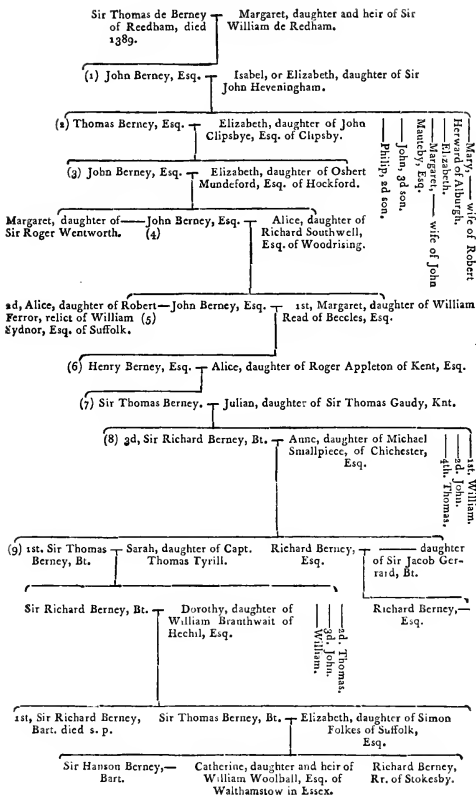 Sir Thomas de Berney
of Reedham, died
1389.
Margaret, daughter and heir of Sir
William de Redham.
(1) John Berney, Esq.
Isabel, or Elizabeth, daughter of Sir
John Heveningham.
(2) Thomas Berney, Esq.
Elizabeth, daughter of John
Clipsbye, Esq. of Clipsby.
Philip, 2d son.
John, 3d son.
Margaret, — wife of John
Mauteby, Esq.
Elizabeth.
Mary, — wife of Robert
Herward of Alburgh.
(3) John Berney, Esq.
Elizabeth, daughter of Osbert
Mundeford, Esq. of Hockford.
Margaret, daughter of
Sir Roger Wentworth.
John Berney, Esq.
(4)
Alice, daughter of
Richard Southwell,
Esq. of Woodrising.
2d, Alice, daughter of Robert
Ferror, relict of William
Sydnor, Esq. of Suffolk.
John Berney, Esq.
(5)
1st, Margaret, daughter of William
Read of Beccles, Esq.
(6) Henry Berney, Esq.
Alice, daughter of Roger Appleton of Kent, Esq.
(7) Sir Thomas Berney.
Julian, daughter of Sir Thomas Gaudy, Knt.
(8) 3d, Sir Richard Berney, Bt.
Anne, daughter of Michael
Smallpiece, of Chichester,
Esq.
1st. William.
2d. John.
4th. Thomas.
(9) 1st. Sir Thomas
Berney, Bt.
Sarah, daughter of Capt.
Thomas Tyrill.
Richard Berney,
Esq.
— daughter
of Sir Jacob Ger-
rard, Bt.
Sir Richard Berney, Bt.
Dorothy, daughter of
William Branthwait of
Hechil, Esq.
2d. Thomas.
3d. John.
William.
Richard Berney,—
Esq.
1st, Sir Richard Berney,
Bart. died s. p.
Sir Thomas Berney, Bt.
Elizabeth, daughter of Simon
Folkes of Suffolk,
Esq.
Sir Hanson Berney,—
Bart.
Catherine, daughter and heir of
William Woolball, Esq. of
Walthamstow in Essex.
Richard Berney,
Rr. of Stokesby.